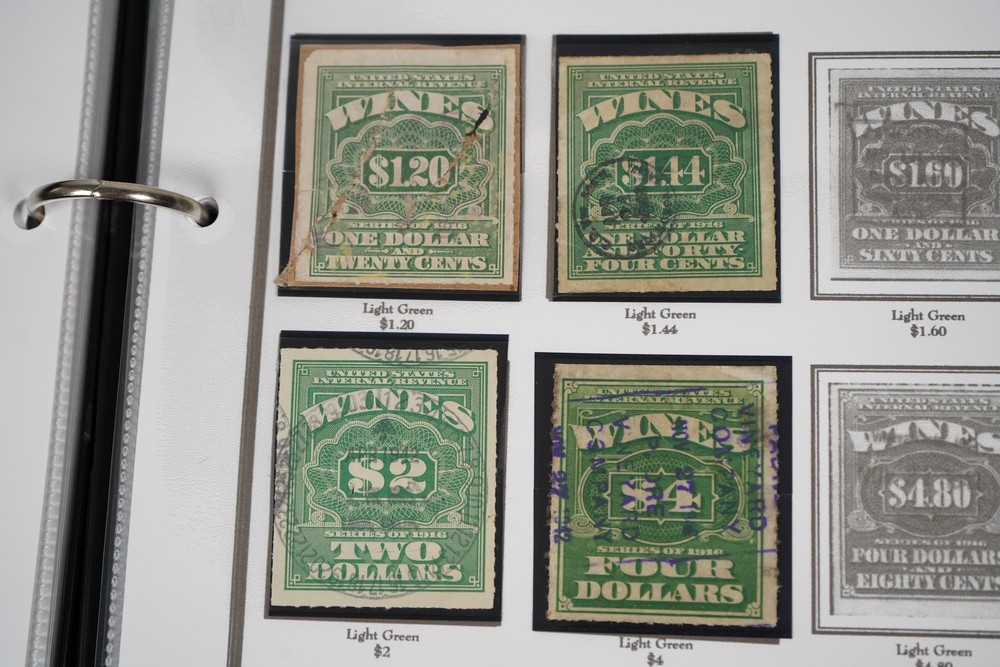 UNITED STATES
INTERNAL REVENUE
WINES
$1.20
SERIES OF 1916
ONE DOLLAR
AND
TWENTY CENTS
Light Green
$1.20
UNITED STATES
INTERNAL REVENUE
WINES
$1.44
SERIES OF 1916
ONE DOLLAR
AND FORTY-
FOUR CENTS
Light Green
$1.44
UNITED STATES
INTERNAL REVENUE
WINES
$1.60
SERIES OF 1916
ONE DOLLAR
AND
SIXTY CENTS
Light Green
$1.60
UNITED STATES
INTERNAL REVENUE
WINES
$2
SERIES OF 1916
TWO
DOLLARS
Light Green
$2
UNITED STATES
INTERNAL REVENUE
WINES
$4
SERIES OF 1916
FOUR
DOLLARS
Light Green
$4
UNITED STATES
INTERNAL REVENUE
WINES
$4.80
SERIES OF 1916
FOUR DOLLARS
AND
EIGHTY CENTS
Light Green
$4.80